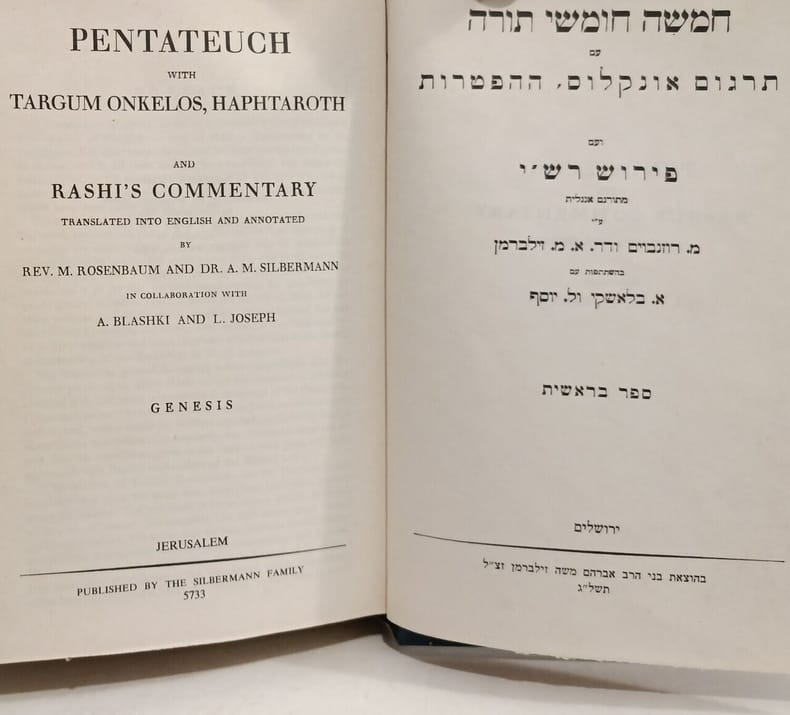 PENTATEUCH
WITH
TARGUM ONKELOS, HAPHTAROTH
AND
RASHI'S COMMENTARY
TRANSLATED INTO ENGLISH AND ANNOTATED
BY
REV. M. ROSENBAUM AND DR. A. M. SILBERMANN
IN COLLABORATION WITH
A. BLASHKI AND L. JOSEPH
GENESIS
JERUSALEM
PUBLISHED BY THE SILBERMANN FAMILY
5733
חמשה חומשי תורה
עם
תרגום אונקלוס, ההפטרות
ועם
פירוש רש״י
מתורגם אנגלית
ע״י
מ. רוזנבוים ודר. א. מ. זילברמן
בהשתתפות עם
א. בלאשקי ול. יוסף
ספר בראשית
ירושלים
בהוצאת בני הרב אברהם משה זילברמן זצ״ל
תשל״ג